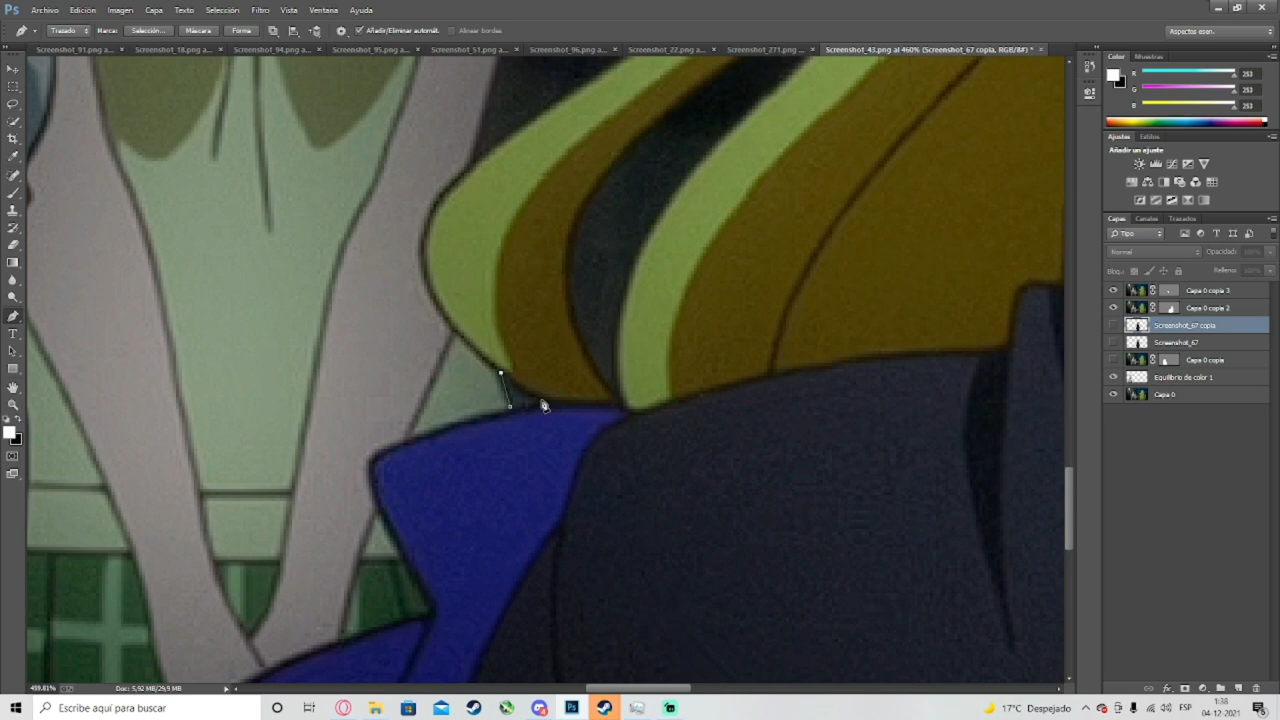 Ps Archivo Edición Imagen Capa Texto Selección Filtro Vista Ventana Ayuda
Trazado Marcar: Selección... Máscara Forma Añadir/Eliminar automát. Alinear bordes Aspectos esen.
Screenshot_91.png a... × Screenshot_18.png a... × Screenshot_94.png a... × Screenshot_95.png a... × Screenshot_51.png a... × Screenshot_96.png a... × Screenshot_22.png a... × Screenshot_271.png ... × Screenshot_43.png al 460% (Screenshot_67 copia, RGB/8#) * ×
Color Muestras
R 253
G 253
B 253
Ajustes Estilos
Añadir un ajuste
Capas Canales Trazados
Tipo
Normal Opacidad: 100%
Bloq.: Relleno: 100%
Capa 0 copia 3
Capa 0 copia 2
Screenshot_67 copia
Screenshot_67
Capa 0 copia
Equilibrio de color 1
Capa 0
459.81% Doc: 5,92 MB/29,9 MB
Escribe aquí para buscar
17°C Despejado ESP 1:38
04-12-2021